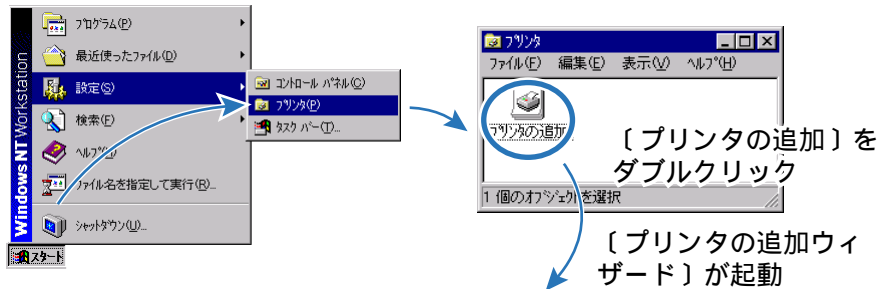 プログラム(P)
最近使ったファイル(D)
設定(S)
検索(F)
ヘルプ(H)
ファイル名を指定して実行(R)...
シャットダウン(U)...
Windows NT Workstation
スタート
コントロール パネル(C)
プリンタ(P)
タスク バー(T)...
プリンタ
ファイル(F) 編集(E) 表示(V) ヘルプ(H)
プリンタの追加
1 個のオブジェクトを選択
〔プリンタの追加〕を
ダブルクリック
〔プリンタの追加ウィ
ザード〕が起動